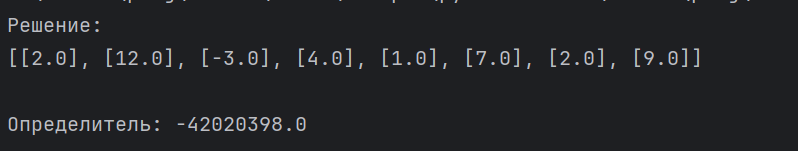 Решение:
[[2.0], [12.0], [-3.0], [4.0], [1.0], [7.0], [2.0], [9.0]]
Определитель: -42020398.0